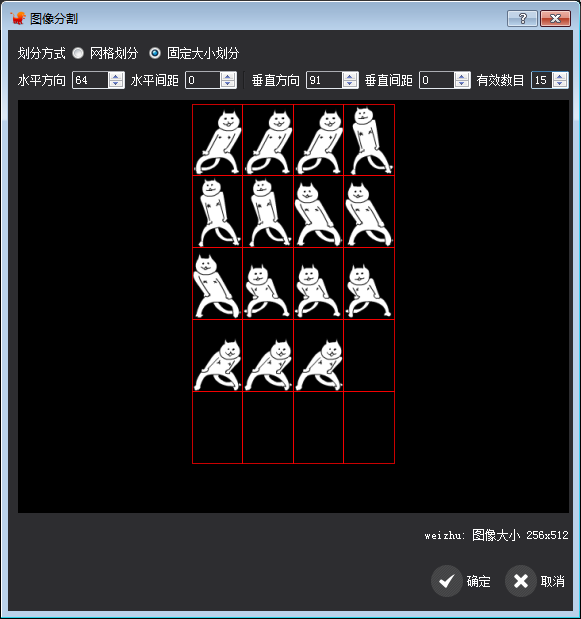 图像分割
划分方式 网格划分 固定大小划分
水平方向 64 水平间距 0 垂直方向 91 垂直间距 0 有效数目 15
weizhu: 图像大小 256x512
确定 取消